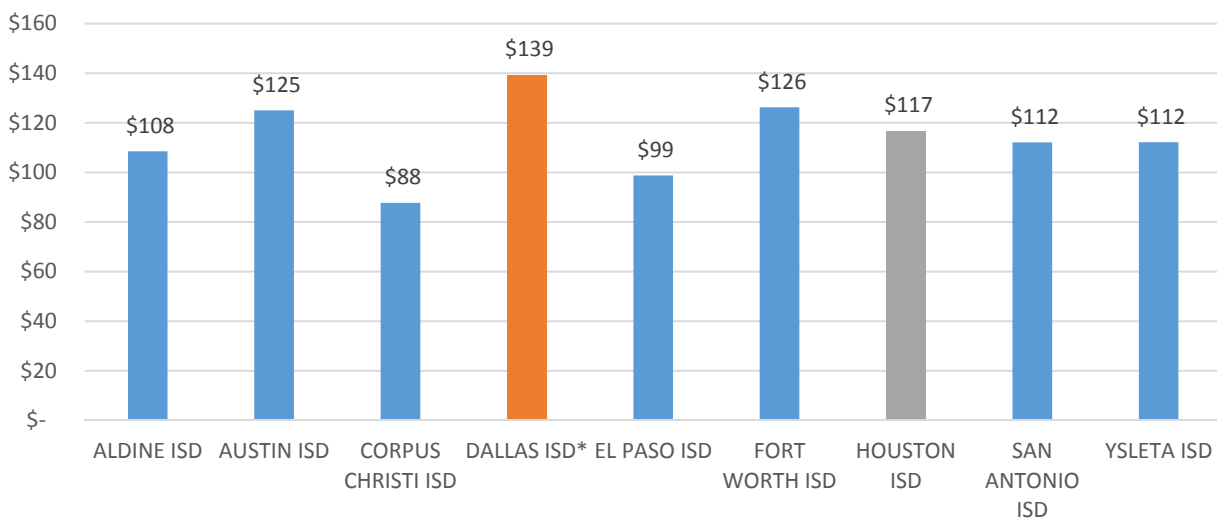 $160
$140
$120
$100
$80
$60
$40
$20
$-
$108
$125
$88
$139
$99
$126
$117
$112
$112
ALDINE ISD
AUSTIN ISD
CORPUS
CHRISTI ISD
DALLAS ISD*
EL PASO ISD
FORT
WORTH ISD
HOUSTON
ISD
SAN
ANTONIO
ISD
YSLETA ISD